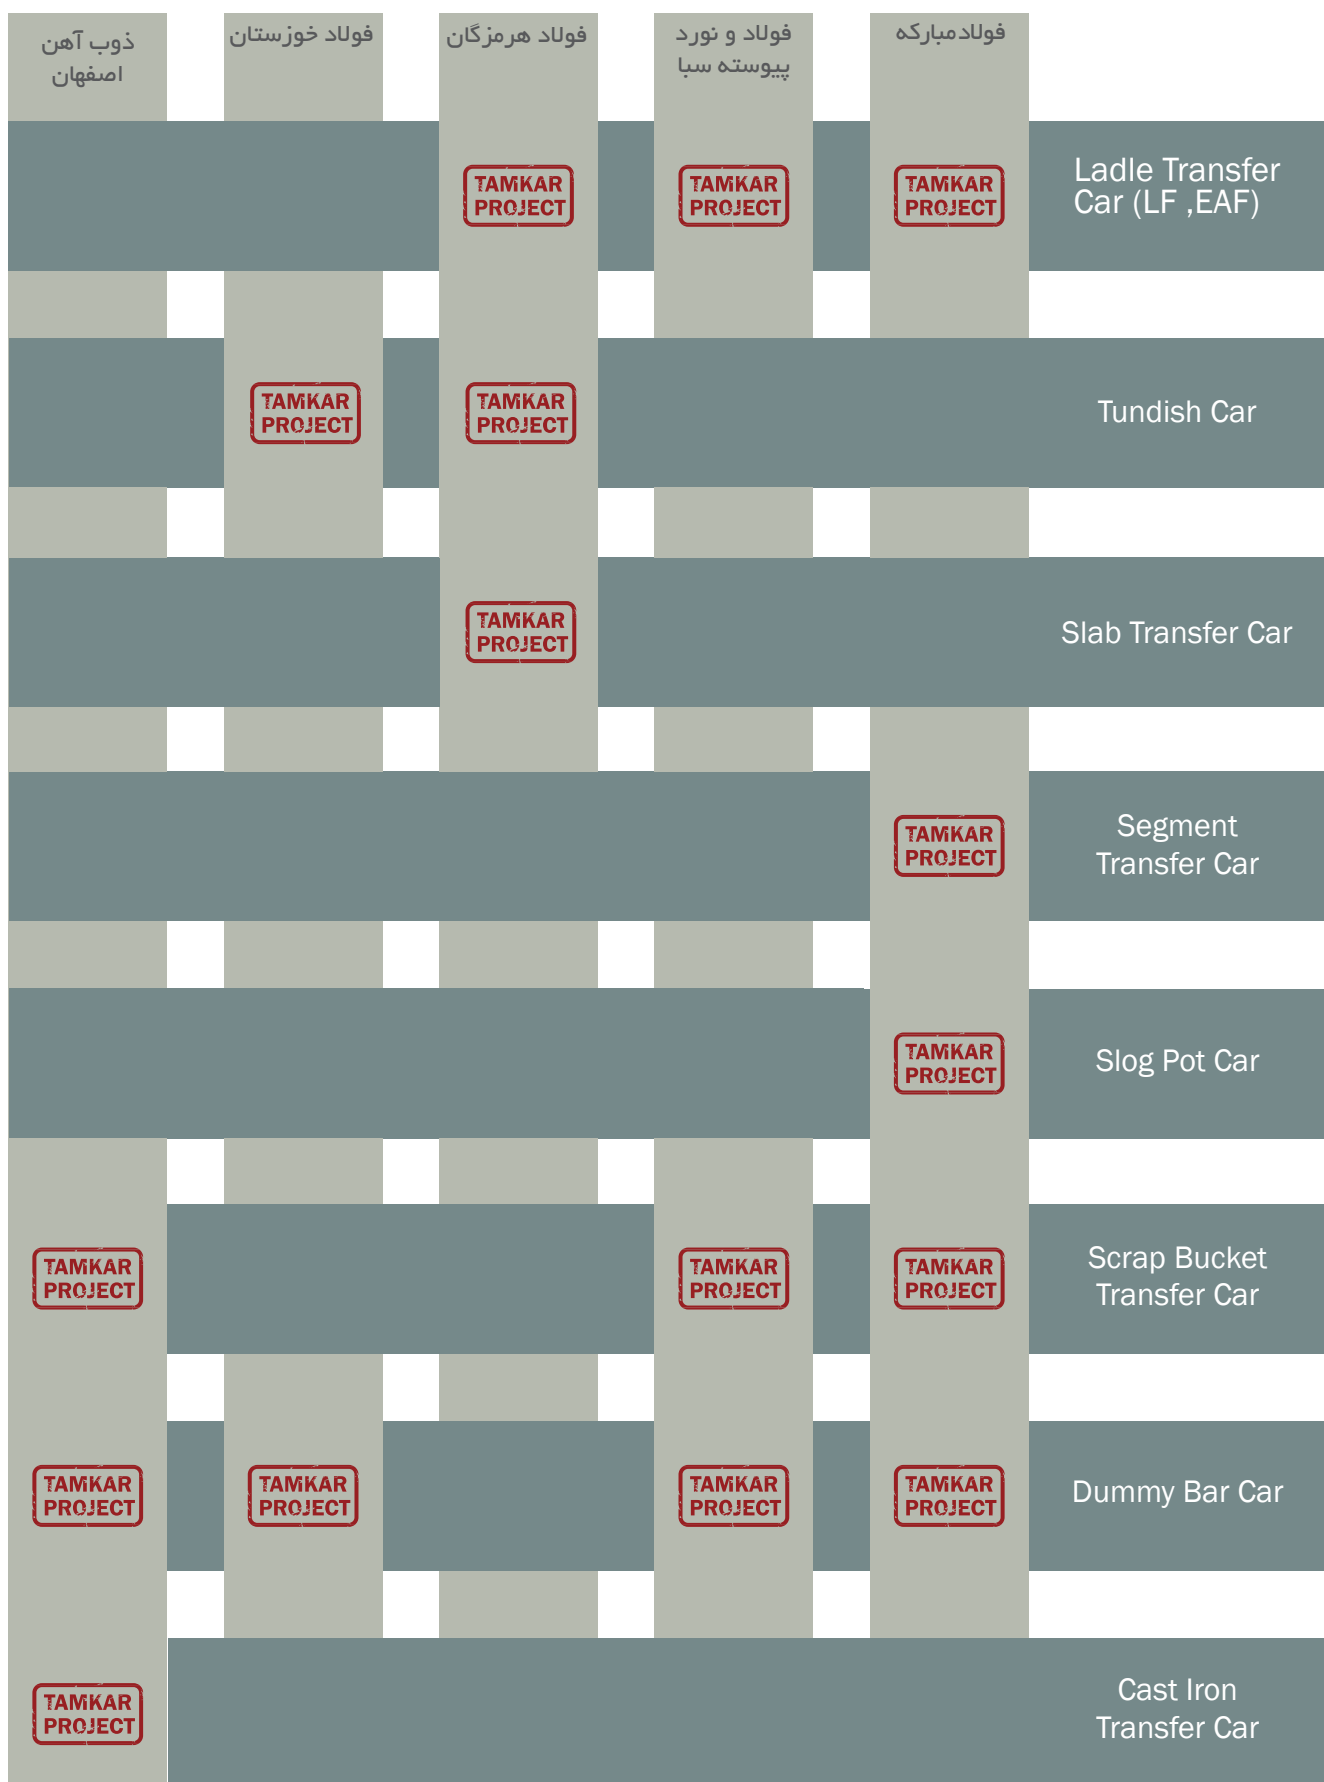 فولادمبارکه
فولاد و نورد
پیوسته سبا
فولاد هرمزگان
فولاد خوزستان
ذوب آهن
اصفهان
TAMKAR
PROJECT
TAMKAR
PROJECT
TAMKAR
PROJECT
Ladle Transfer
Car (LF ,EAF)
TAMKAR
PROJECT
TAMKAR
PROJECT
Tundish Car
TAMKAR
PROJECT
Slab Transfer Car
TAMKAR
PROJECT
Segment
Transfer Car
TAMKAR
PROJECT
Slog Pot Car
TAMKAR
PROJECT
TAMKAR
PROJECT
TAMKAR
PROJECT
Scrap Bucket
Transfer Car
TAMKAR
PROJECT
TAMKAR
PROJECT
TAMKAR
PROJECT
TAMKAR
PROJECT
Dummy Bar Car
TAMKAR
PROJECT
Cast Iron
Transfer Car